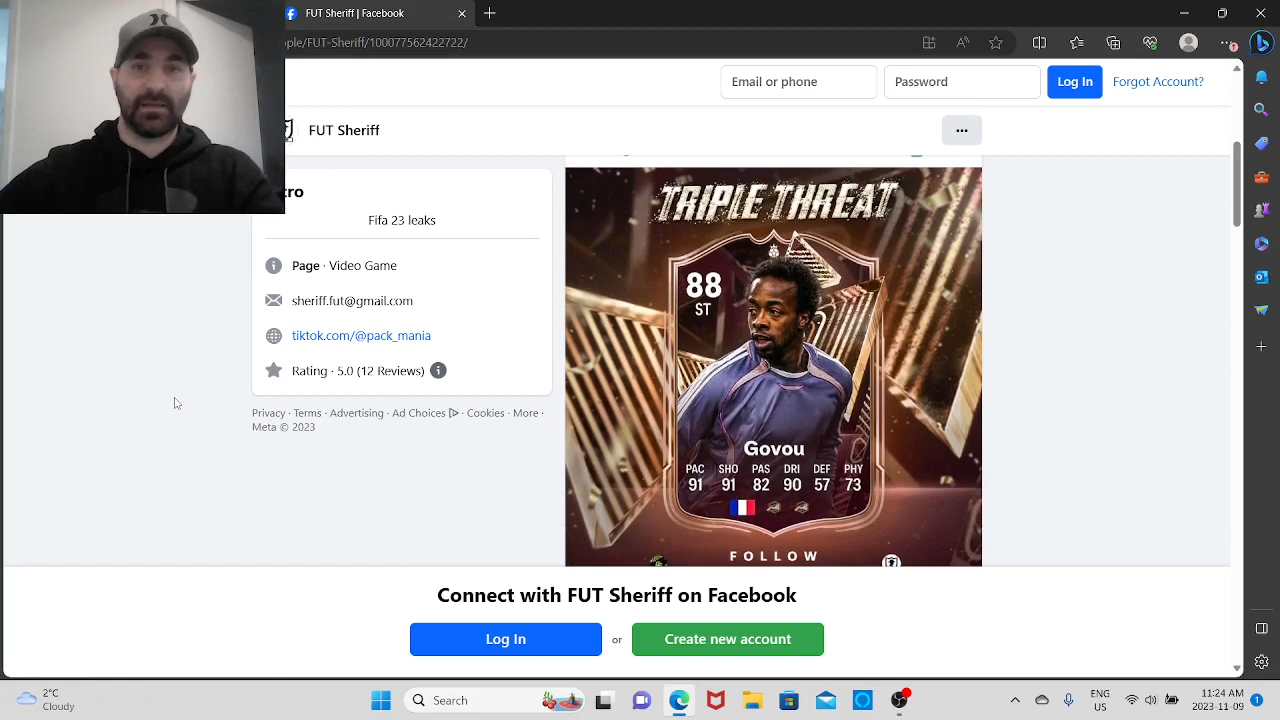 FUT Sheriff | Facebook
ple/FUT-Sheriff/100077562422722/
Email or phone
Password
Log In
Forgot Account?
FUT Sheriff
...
tro
Fifa 23 leaks
Page · Video Game
sheriff.fut@gmail.com
tiktok.com/@pack_mania
Rating · 5.0 (12 Reviews)
Privacy · Terms · Advertising · Ad Choices · Cookies · More ·
Meta © 2023
TRIPLE THREAT
88
ST
Govou
PAC SHO PAS DRI DEF PHY
91 91 82 90 57 73
FOLLOW
Connect with FUT Sheriff on Facebook
Log In
or
Create new account
2°C
Cloudy
Search
ENG
US
11:24 AM
2023-11-09
1